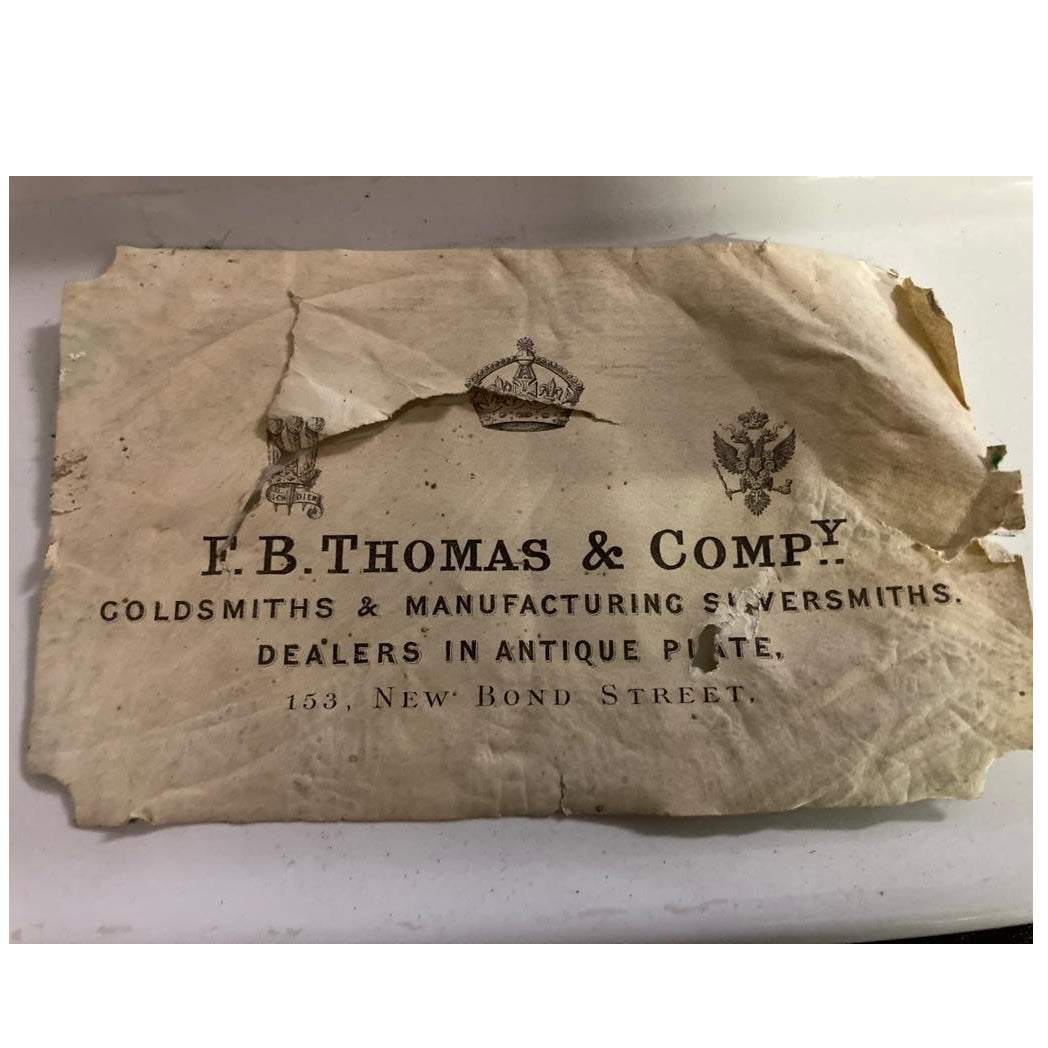 ICH DIEN
F. B. THOMAS & COMPY.
GOLDSMITHS & MANUFACTURING SILVERSMITHS.
DEALERS IN ANTIQUE PLATE,
153, NEW BOND STREET.